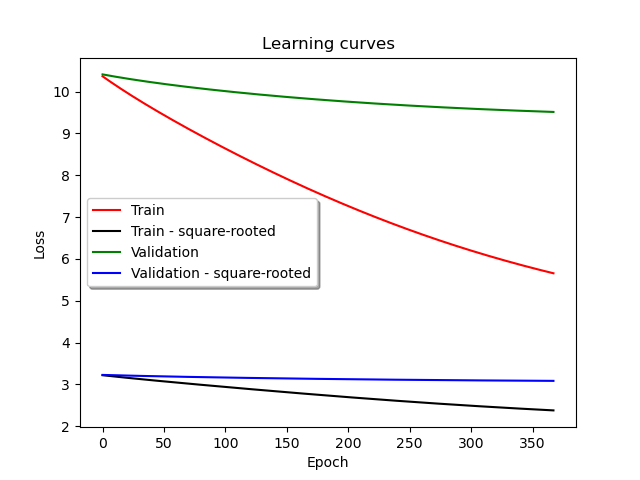 Learning curves
Loss
10
9
8
7
6
5
4
3
2
Train
Train - square-rooted
Validation
Validation - square-rooted
0 50 100 150 200 250 300 350
Epoch